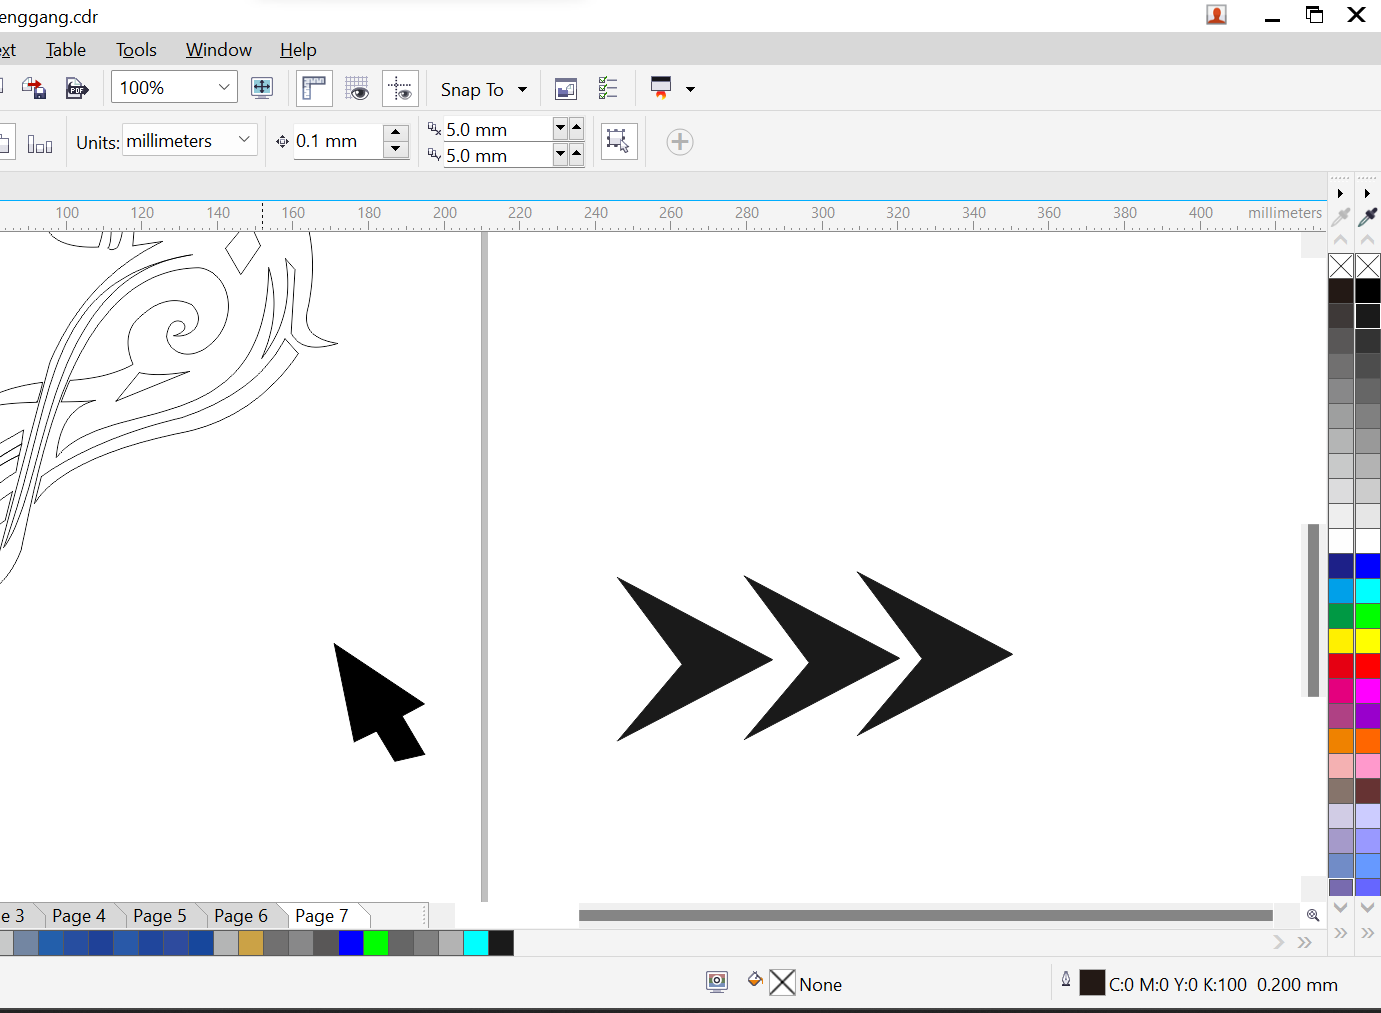 enggang.cdr
ext Table Tools Window Help
PDF 100% Snap To
Units: millimeters 0.1 mm 5.0 mm
5.0 mm
100 120 140 160 180 200 220 240 260 280 300 320 340 360 380 400 millimeters
e 3 Page 4 Page 5 Page 6 Page 7
None C:0 M:0 Y:0 K:100 0.200 mm